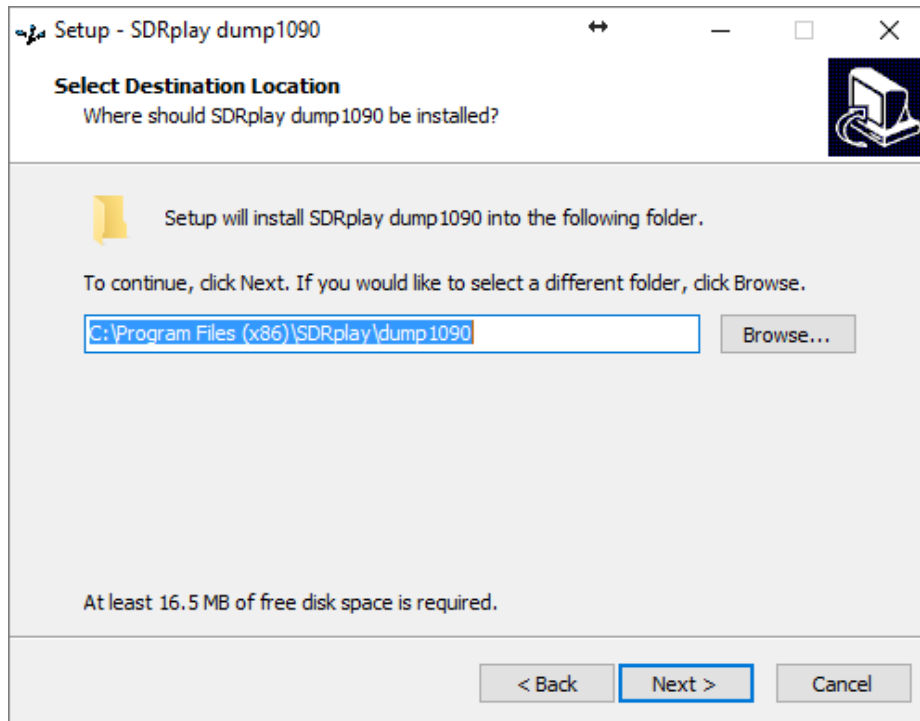 Setup - SDRplay dump1090
Select Destination Location
Where should SDRplay dump1090 be installed?
Setup will install SDRplay dump1090 into the following folder.
To continue, click Next. If you would like to select a different folder, click Browse.
C:\Program Files (x86)\SDRplay\dump1090
Browse...
At least 16.5 MB of free disk space is required.
< Back
Next >
Cancel